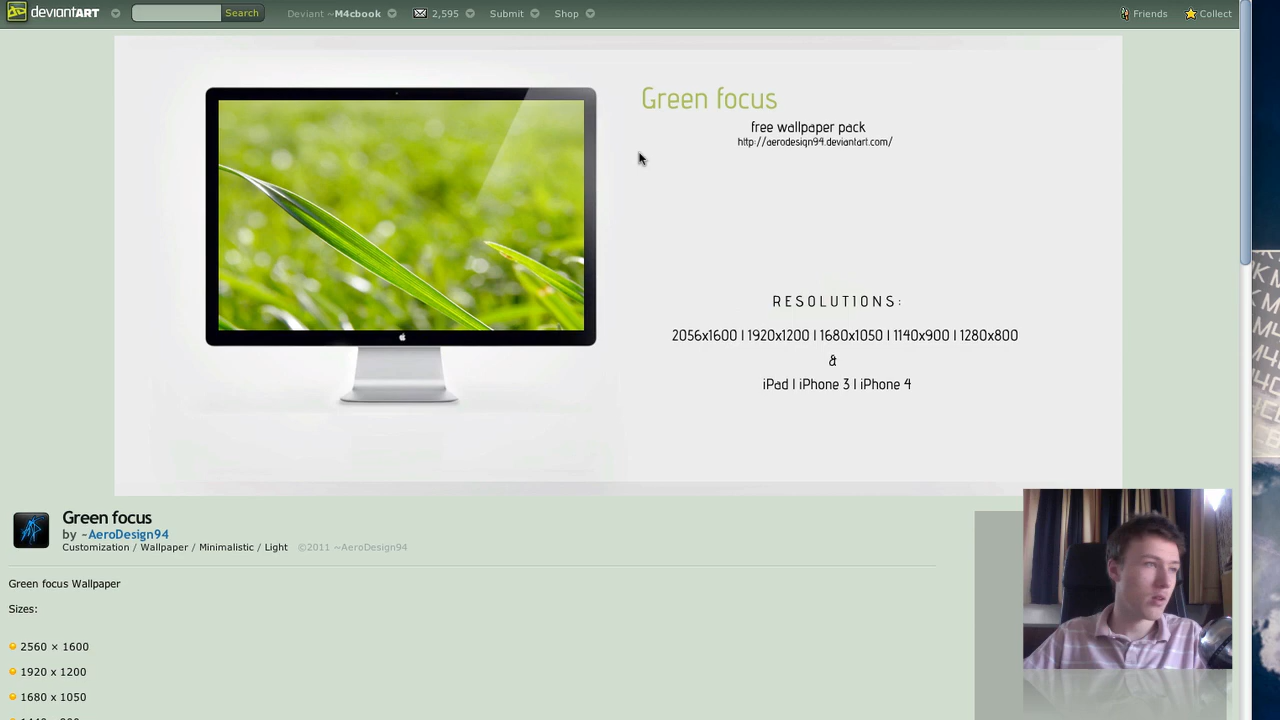 deviantART Search Deviant ~M4cbook 2,595 Submit Shop Friends Collect
Green focus
free wallpaper pack
http://aerodesign94.deviantart.com/
RESOLUTIONS:
2056x1600 | 1920x1200 | 1680x1050 | 1140x900 | 1280x800
&
iPad | iPhone 3 | iPhone 4
Green focus
by ~AeroDesign94
Customization / Wallpaper / Minimalistic / Light ©2011 ~AeroDesign94
Green focus Wallpaper
Sizes:
2560 × 1600
1920 x 1200
1680 x 1050